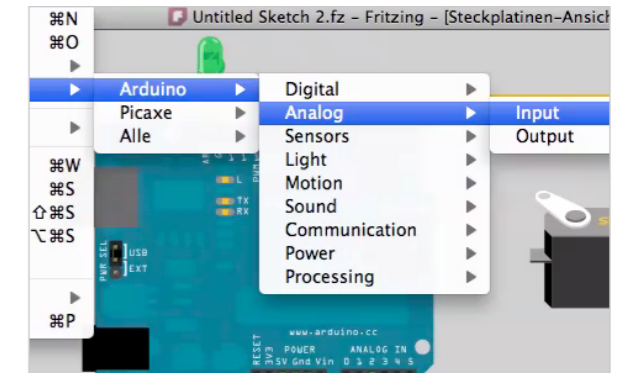 ⌘N
Untitled Sketch 2.fz – Fritzing – [Steckplatinen-Ansich
⌘O
Arduino
Picaxe
Alle
Digital
Analog
Sensors
Light
Motion
Sound
Communication
Power
Processing
Input
Output
⌘W
⌘S
⇧⌘S
⌥⌘S
⌘P
L
TX
RX
PWR SEL
USB
EXT
www.arduino.cc
POWER
ANALOG IN
RESET
3V3
5V Gnd Vin
0 1 2 3 4 5